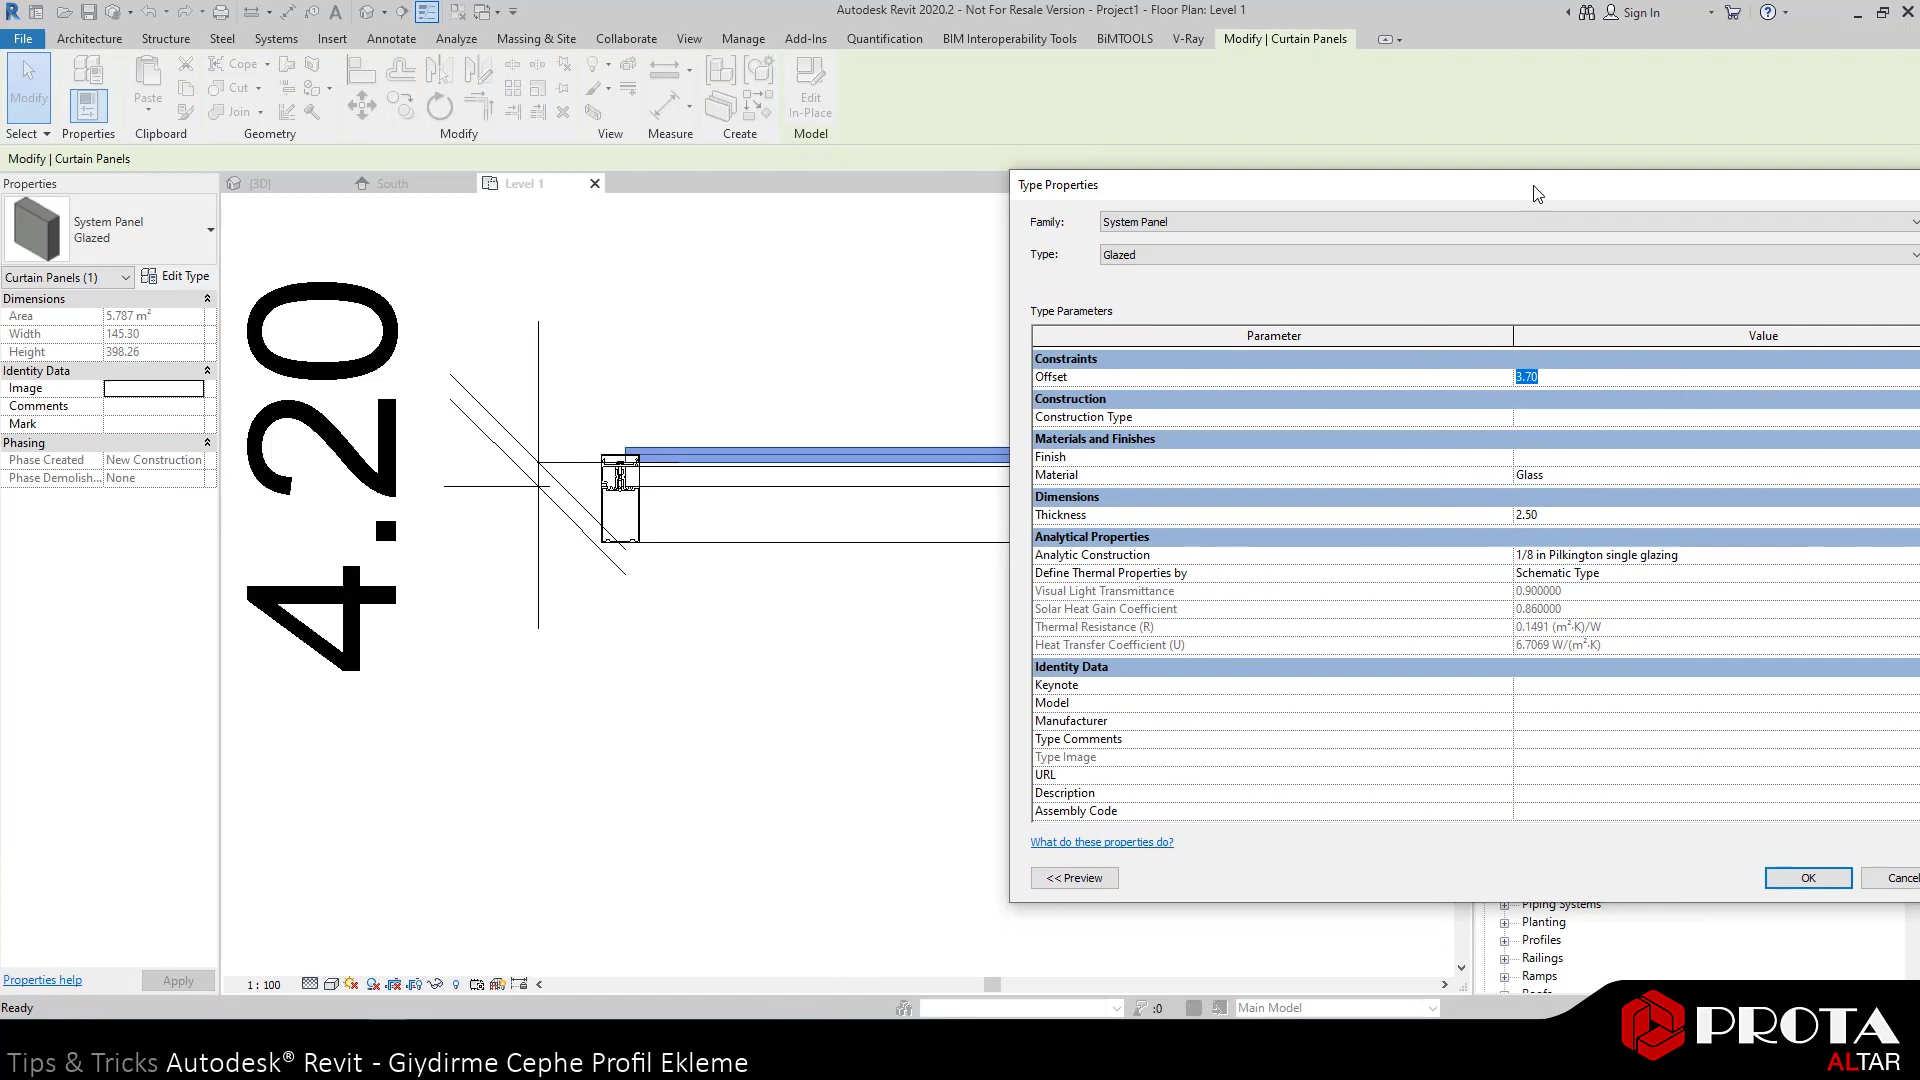 Autodesk Revit 2020.2 - Not For Resale Version - Project1 - Floor Plan: Level 1
Sign In
File Architecture Structure Steel Systems Insert Annotate Analyze Massing & Site Collaborate View Manage Add-Ins Quantification BIM Interoperability Tools BiMTOOLS V-Ray Modify | Curtain Panels
Modify
Paste
Cope
Cut
Join
Edit
In-Place
Select Properties Clipboard Geometry Modify View Measure Create Model
Modify | Curtain Panels
Properties
System Panel
Glazed
Curtain Panels (1) Edit Type
Dimensions
Area 5.787 m²
Width 145.30
Height 398.26
Identity Data
Image
Comments
Mark
Phasing
Phase Created New Construction
Phase Demolish... None
Properties help Apply
{3D} South Level 1
4.20
Type Properties
Family: System Panel
Type: Glazed
Type Parameters
Parameter Value
Constraints
Offset 3.70
Construction
Construction Type
Materials and Finishes
Finish
Material Glass
Dimensions
Thickness 2.50
Analytical Properties
Analytic Construction 1/8 in Pilkington single glazing
Define Thermal Properties by Schematic Type
Visual Light Transmittance 0.900000
Solar Heat Gain Coefficient 0.860000
Thermal Resistance (R) 0.1491 (m²·K)/W
Heat Transfer Coefficient (U) 6.7069 W/(m²·K)
Identity Data
Keynote
Model
Manufacturer
Type Comments
Type Image
URL
Description
Assembly Code
What do these properties do?
<< Preview OK Cancel
Piping Systems
Planting
Profiles
Railings
Ramps
1 : 100
Ready :0 Main Model
Tips & Tricks Autodesk® Revit - Giydirme Cephe Profil Ekleme
PROTA
ALTAR